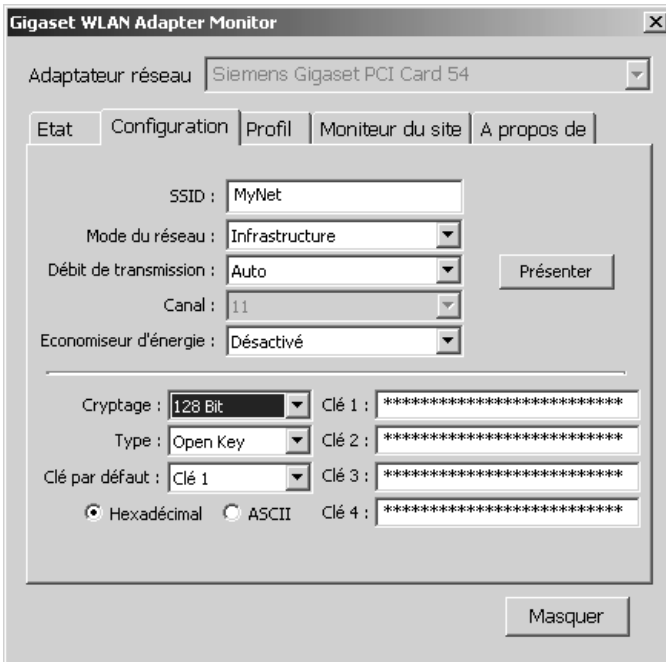 Gigaset WLAN Adapter Monitor
Adaptateur réseau Siemens Gigaset PCI Card 54
Etat Configuration Profil Moniteur du site A propos de
SSID : MyNet
Mode du réseau : Infrastructure
Débit de transmission : Auto Présenter
Canal : 11
Economiseur d'énergie : Désactivé
Cryptage : 128 Bit Clé 1 : **************************
Type : Open Key Clé 2 : **************************
Clé par défaut : Clé 1 Clé 3 : **************************
Hexadécimal ASCII Clé 4 : **************************
Masquer